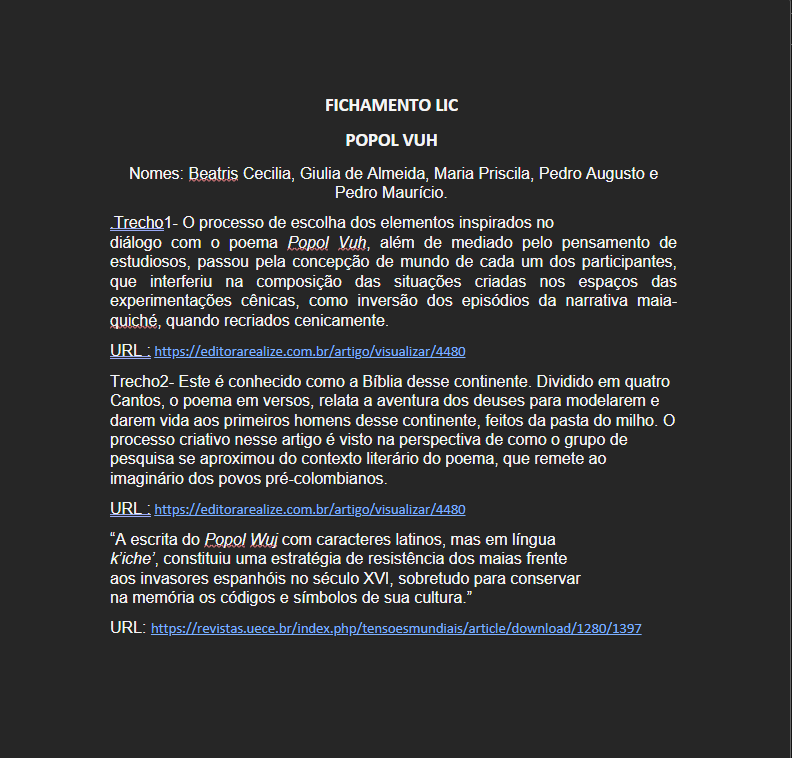 FICHAMENTO LIC
POPOL VUH
Nomes: Beatris Cecilia, Giulia de Almeida, Maria Priscila, Pedro Augusto e
Pedro Maurício.
.Trecho1- O processo de escolha dos elementos inspirados no
diálogo com o poema Popol Vuh, além de mediado pelo pensamento de
estudiosos, passou pela concepção de mundo de cada um dos participantes,
que interferiu na composição das situações criadas nos espaços das
experimentações cênicas, como inversão dos episódios da narrativa maia-
quiché, quando recriados cenicamente.
URL : https://editorarealize.com.br/artigo/visualizar/4480
Trecho2- Este é conhecido como a Bíblia desse continente. Dividido em quatro
Cantos, o poema em versos, relata a aventura dos deuses para modelarem e
darem vida aos primeiros homens desse continente, feitos da pasta do milho. O
processo criativo nesse artigo é visto na perspectiva de como o grupo de
pesquisa se aproximou do contexto literário do poema, que remete ao
imaginário dos povos pré-colombianos.
URL : https://editorarealize.com.br/artigo/visualizar/4480
“A escrita do Popol Wuj com caracteres latinos, mas em língua
k’iche’, constituiu uma estratégia de resistência dos maias frente
aos invasores espanhóis no século XVI, sobretudo para conservar
na memória os códigos e símbolos de sua cultura.”
URL: https://revistas.uece.br/index.php/tensoesmundiais/article/download/1280/1397